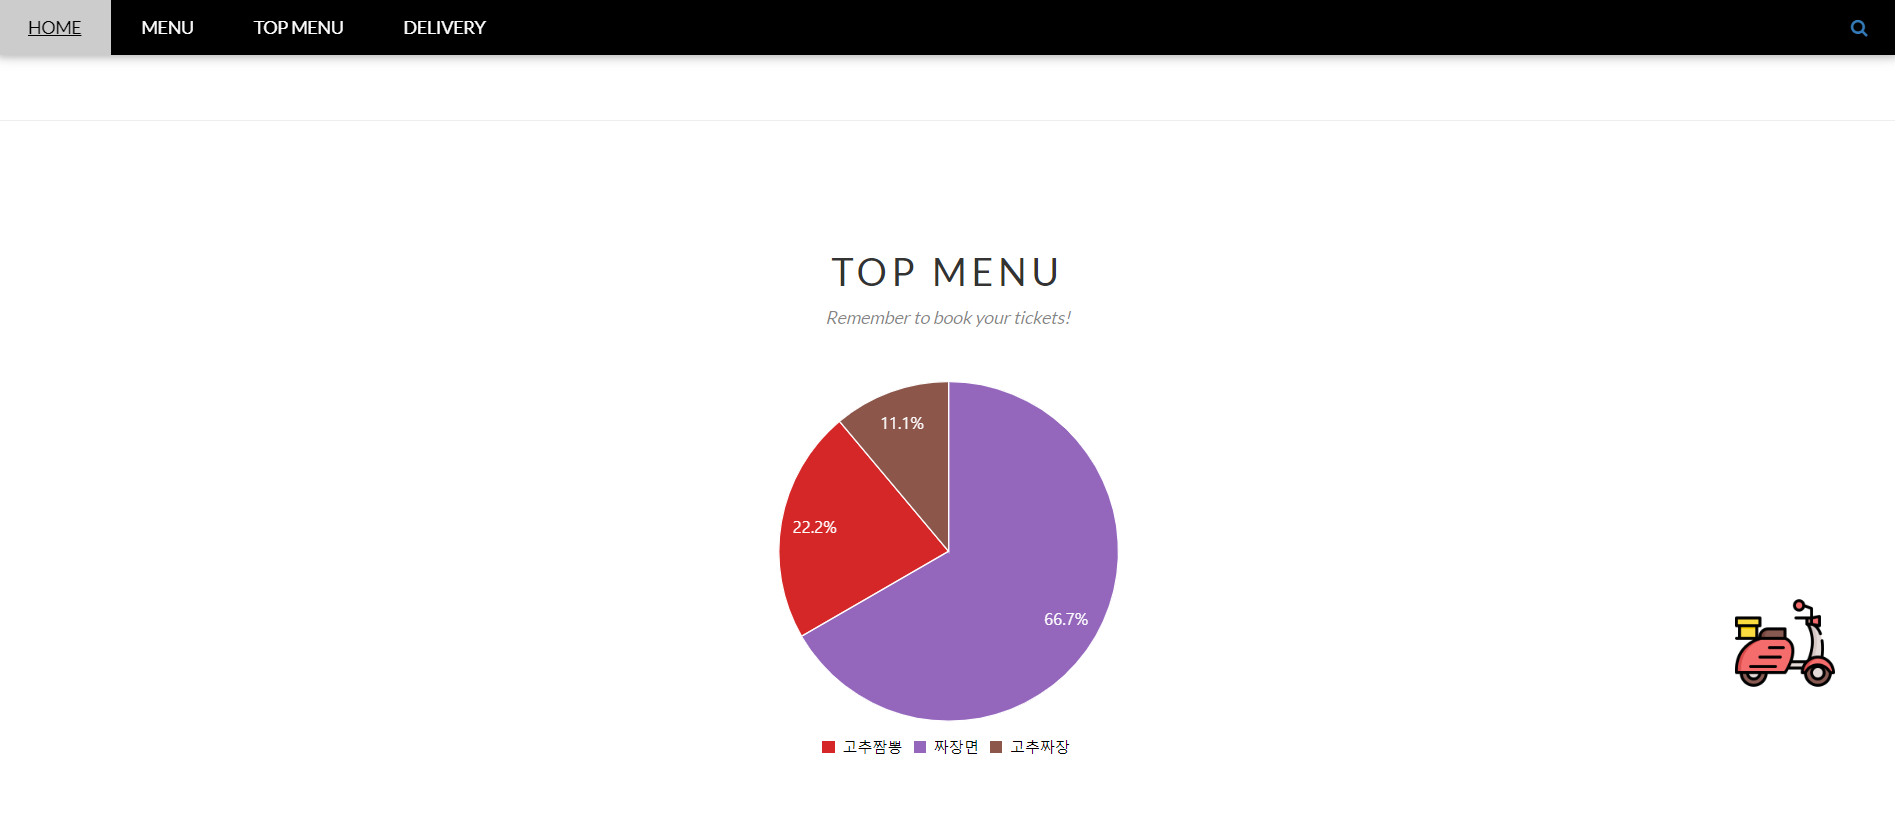 HOME MENU TOP MENU DELIVERY
TOP MENU
Remember to book your tickets!
11.1%
22.2%
66.7%
고추짬뽕 짜장면 고추짜장